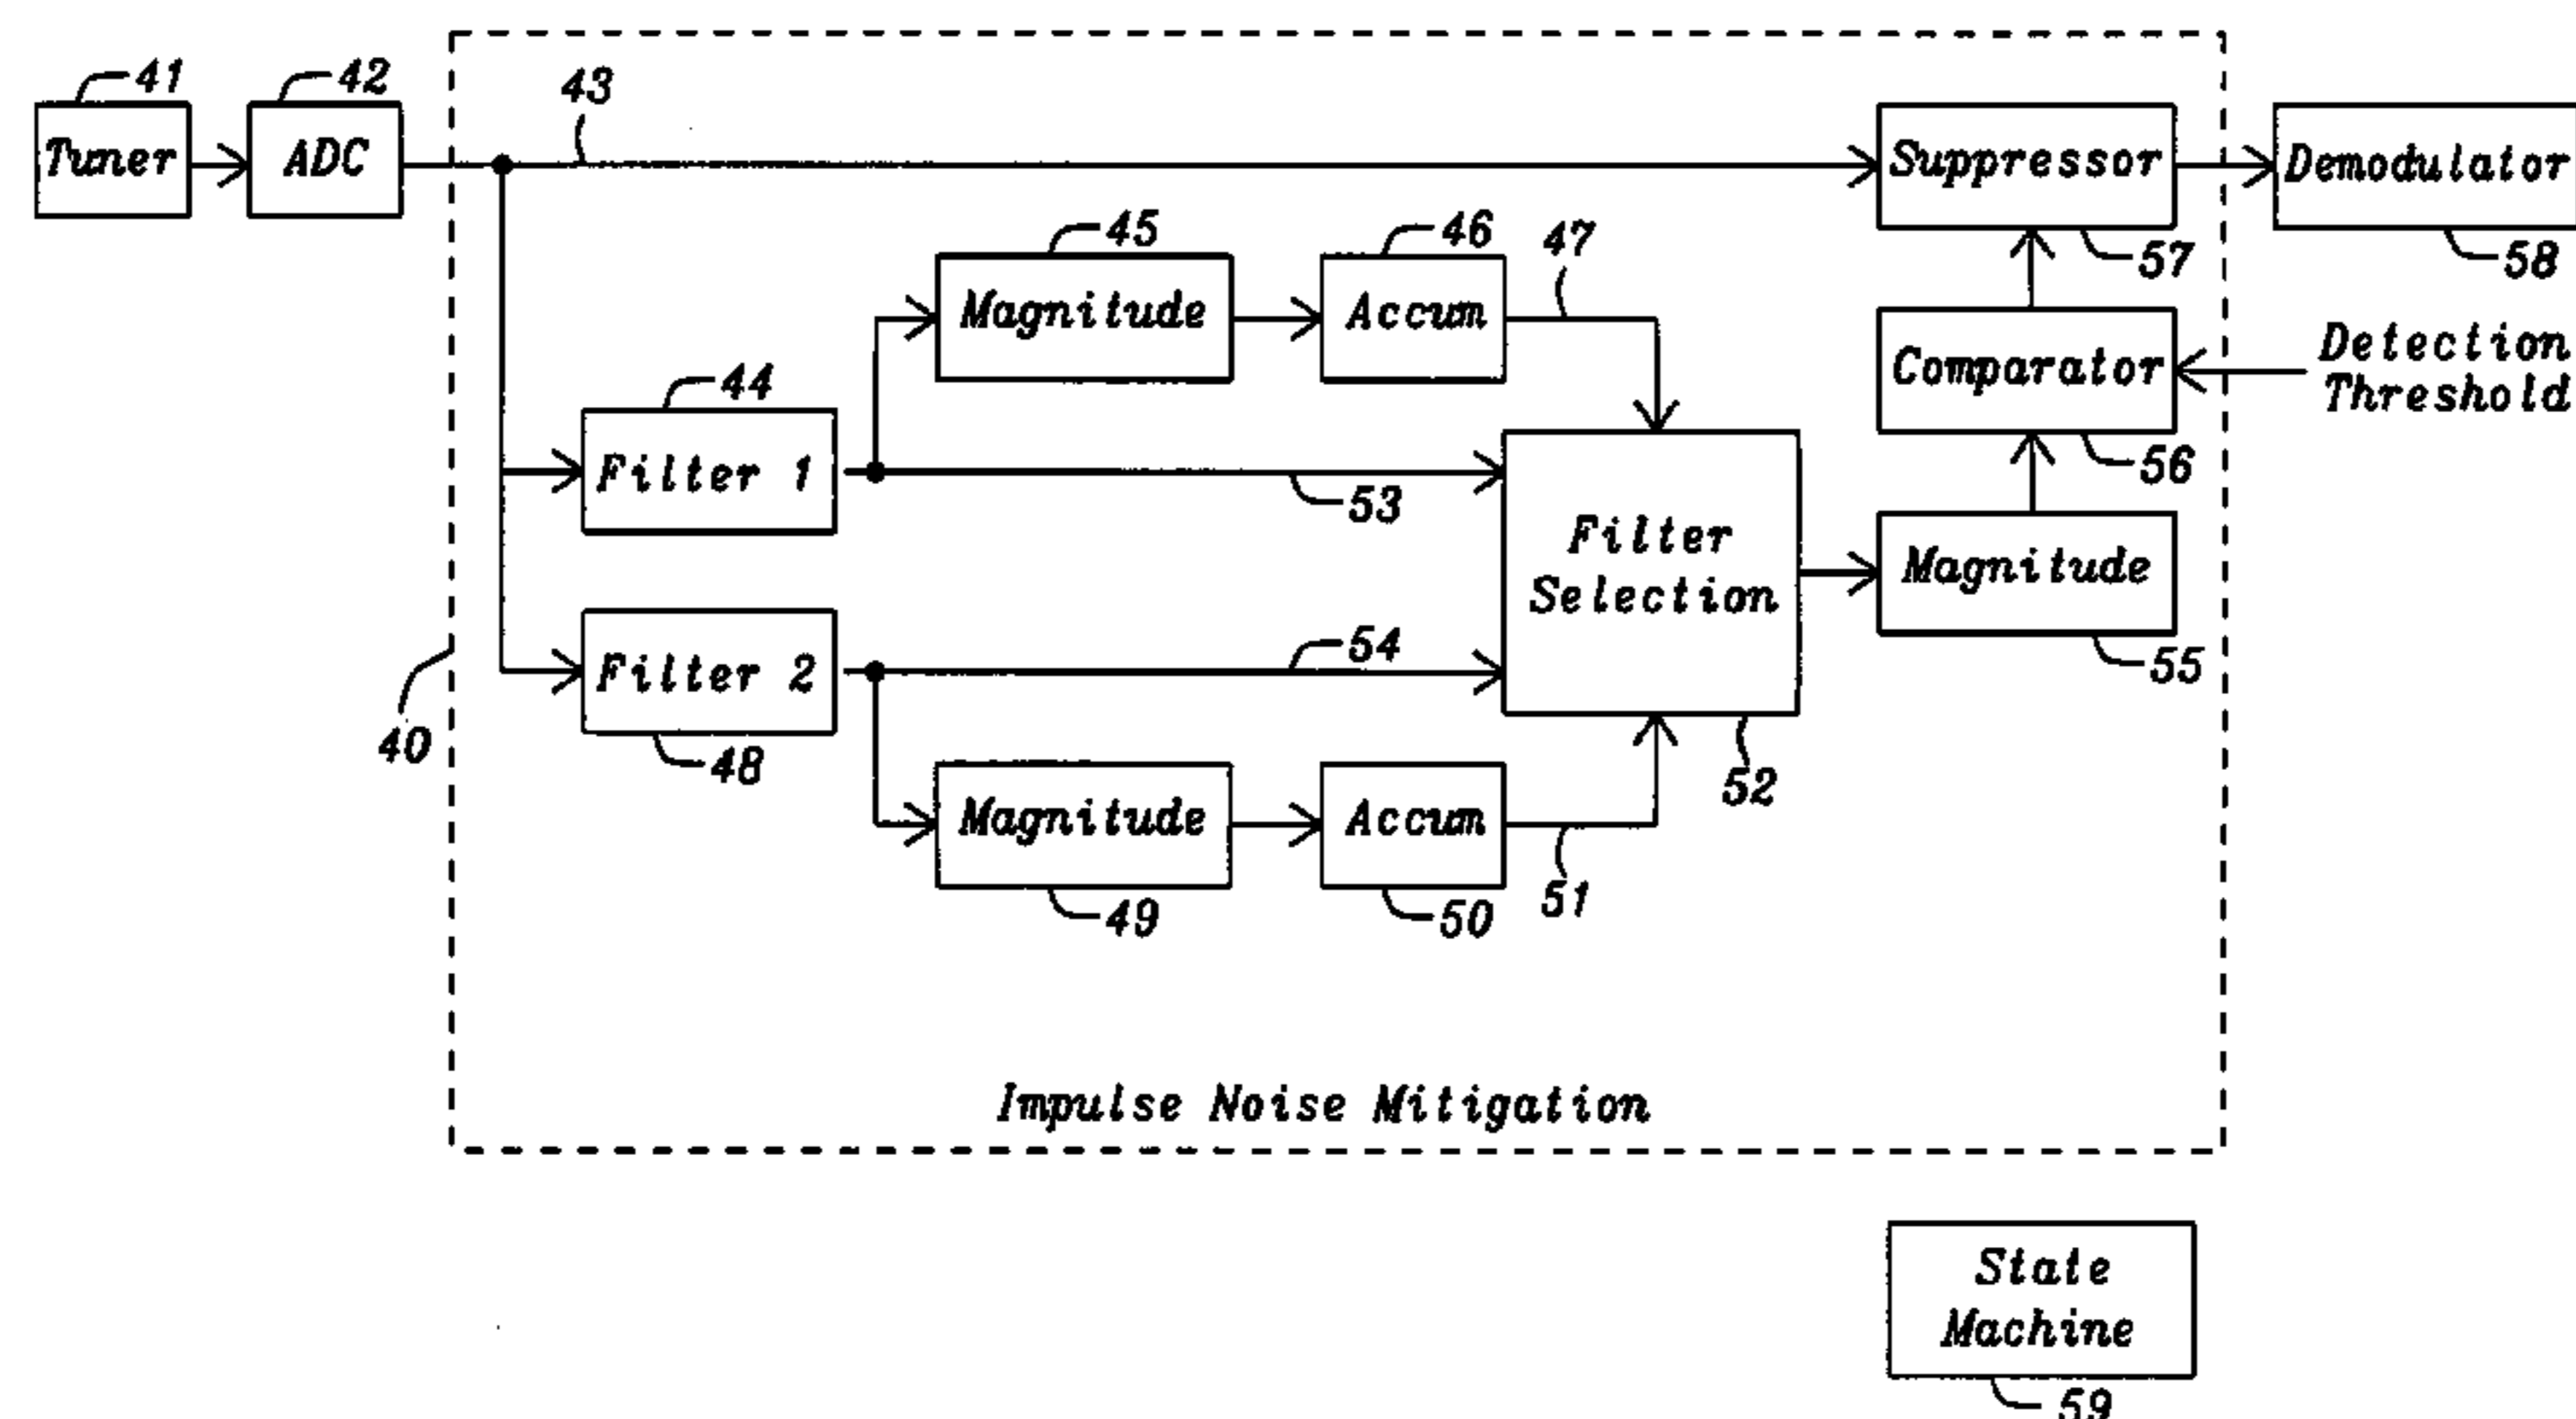 41
42
43
Tuner
ADC
Suppressor
Demodulator
45
46
47
57
58
Magnitude
Accum
Comparator
Detection
Threshold
44
Filter 1
53
56
Filter
Selection
Magnitude
54
55
Filter 2
40
48
52
Magnitude
Accum
49
50
51
Impulse Noise Mitigation
State
Machine
59